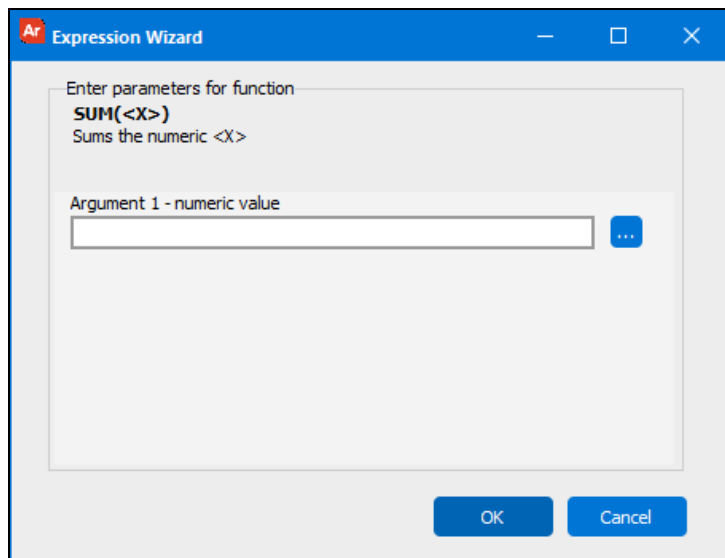 Ar Expression Wizard
Enter parameters for function
SUM(<X>)
Sums the numeric <X>
Argument 1 - numeric value
...
OK Cancel